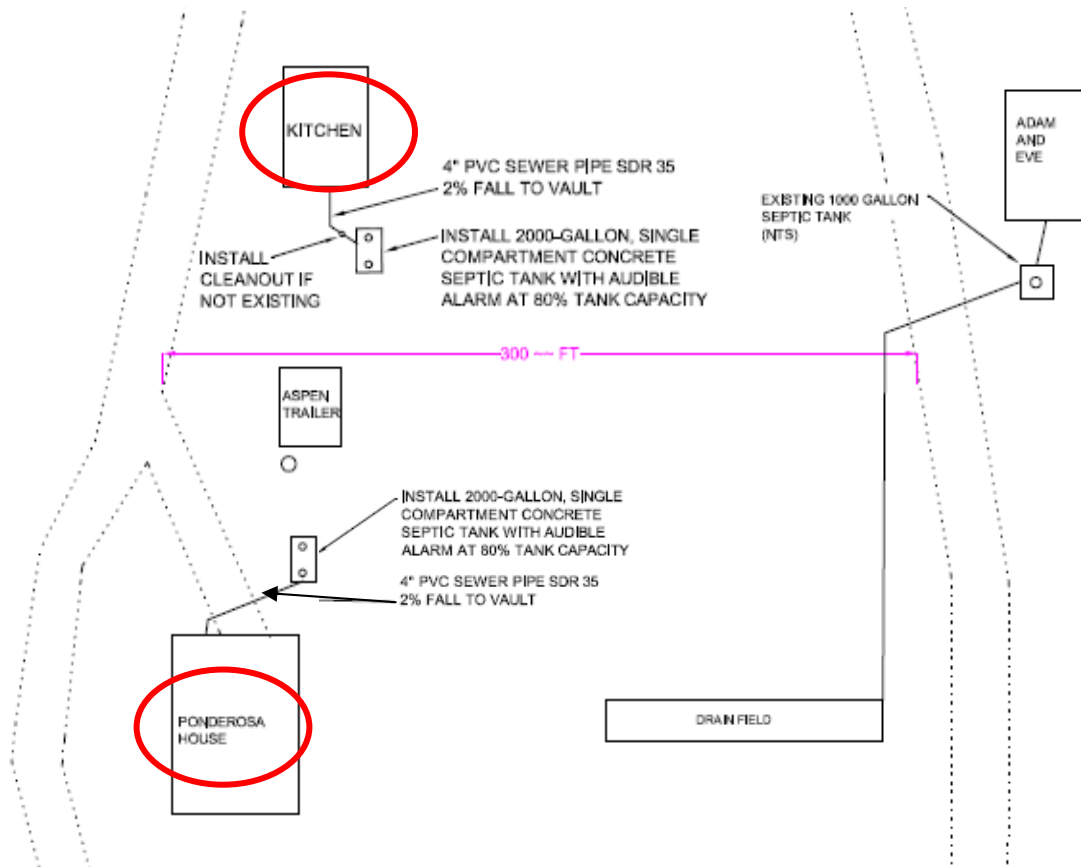 KITCHEN
4" PVC SEWER PIPE SDR 35
2% FALL TO VAULT
INSTALL
CLEANOUT IF
NOT EXISTING
INSTALL 2000-GALLON, SINGLE
COMPARTMENT CONCRETE
SEPTIC TANK WITH AUDIBLE
ALARM AT 80% TANK CAPACITY
ADAM
AND
EVE
EXISTING 1000 GALLON
SEPTIC TANK
(NTS)
300 ~~ FT
ASPEN
TRAILER
INSTALL 2000-GALLON, SINGLE
COMPARTMENT CONCRETE
SEPTIC TANK WITH AUDIBLE
ALARM AT 80% TANK CAPACITY
4" PVC SEWER PIPE SDR 35
2% FALL TO VAULT
PONDEROSA
HOUSE
DRAIN FIELD